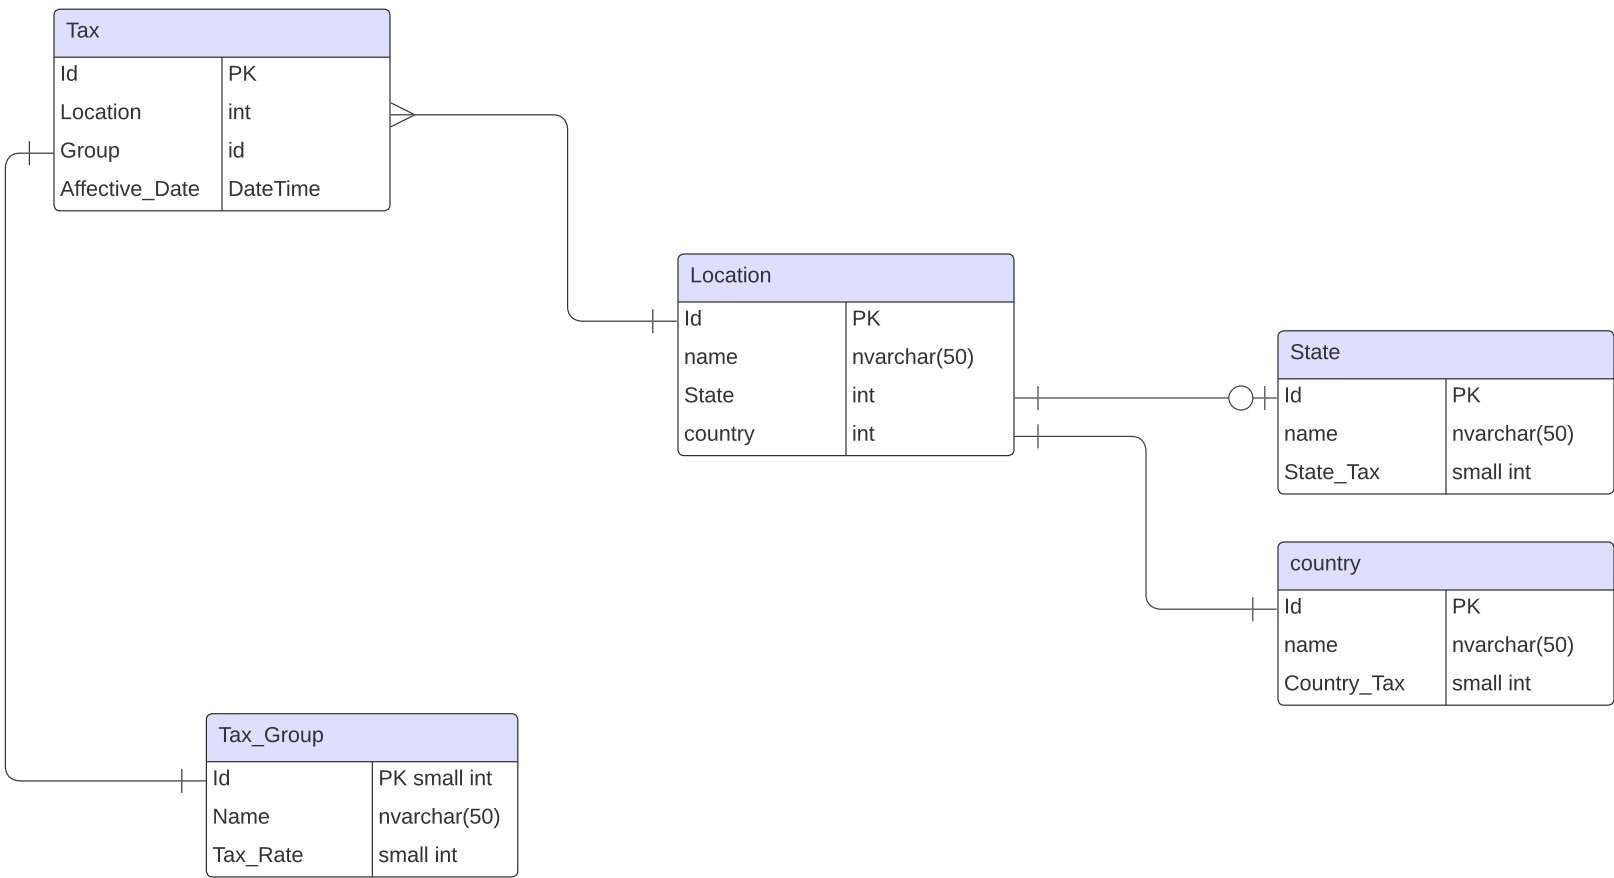 Tax
Id PK
Location int
Group id
Affective_Date DateTime
Location
Id PK
name nvarchar(50)
State int
country int
State
Id PK
name nvarchar(50)
State_Tax small int
country
Id PK
name nvarchar(50)
Country_Tax small int
Tax_Group
Id PK small int
Name nvarchar(50)
Tax_Rate small int